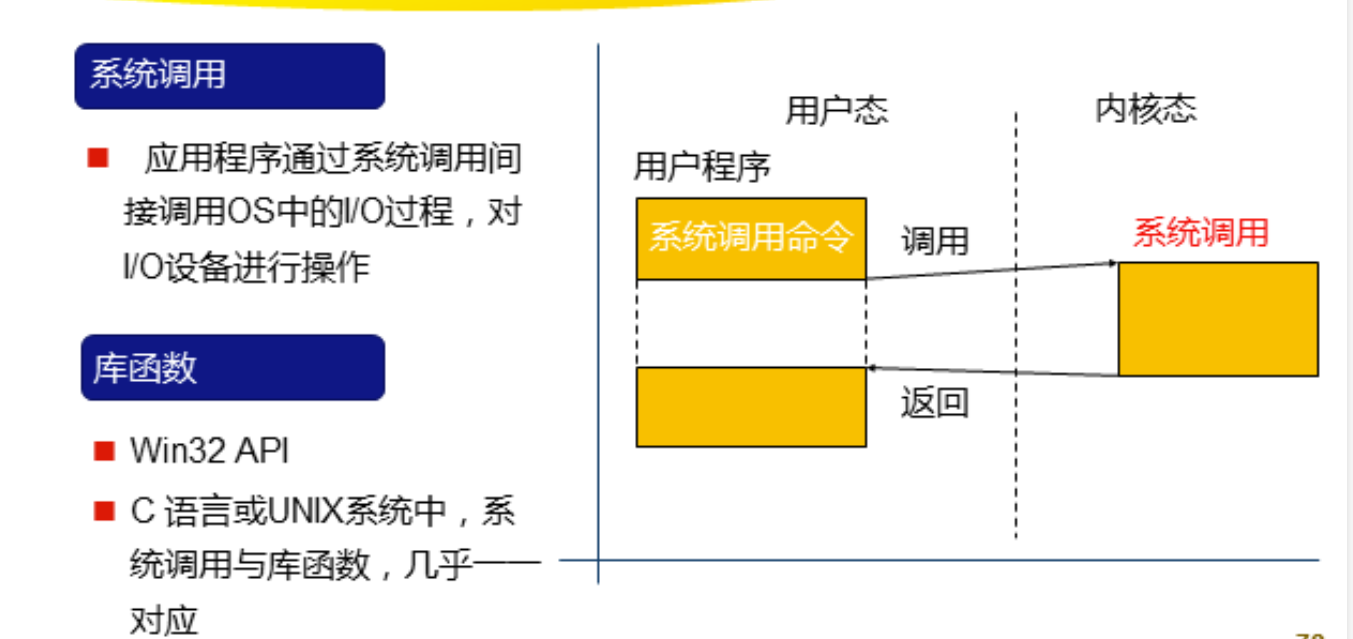 系统调用
应用程序通过系统调用间
接调用OS中的I/O过程，对
I/O设备进行操作
库函数
Win32 API
C 语言或UNIX系统中，系
统调用与库函数，几乎一一
对应
用户态
内核态
用户程序
系统调用命令
调用
系统调用
返回